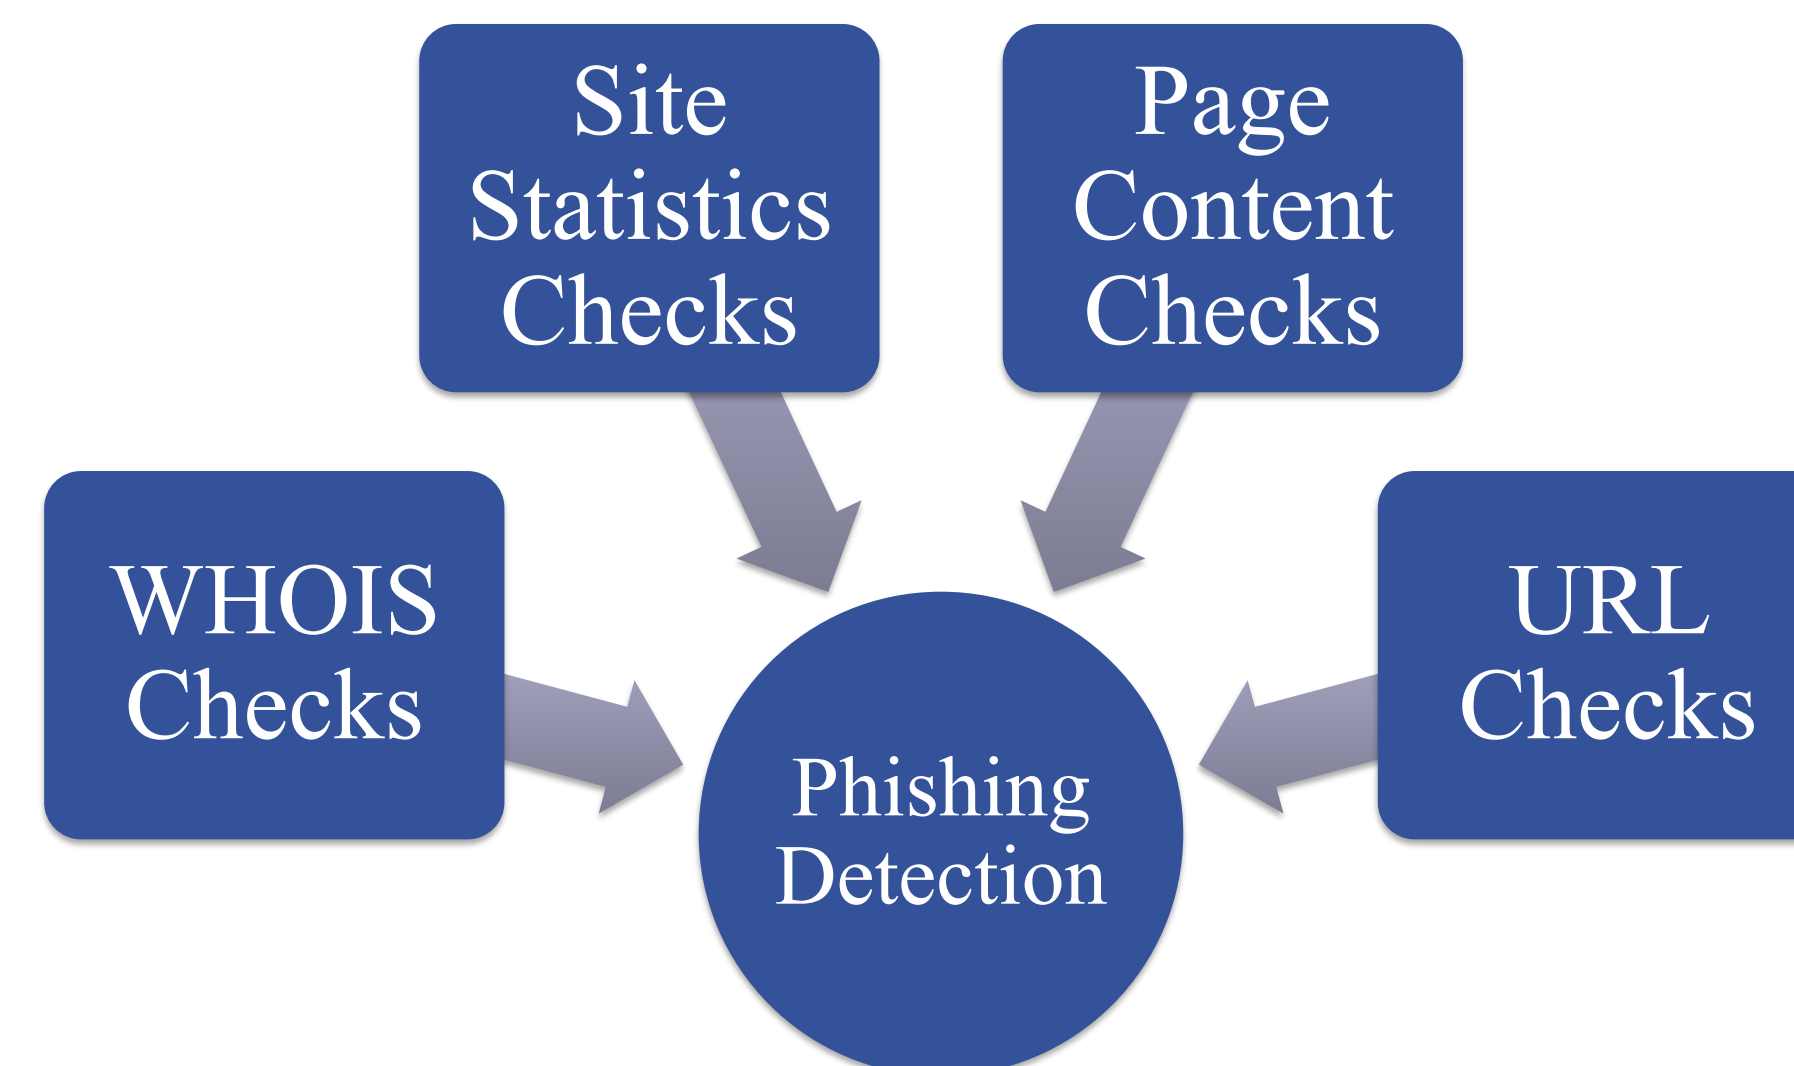 Site
Statistics
Checks
Page
Content
Checks
WHOIS
Checks
URL
Checks
Phishing
Detection